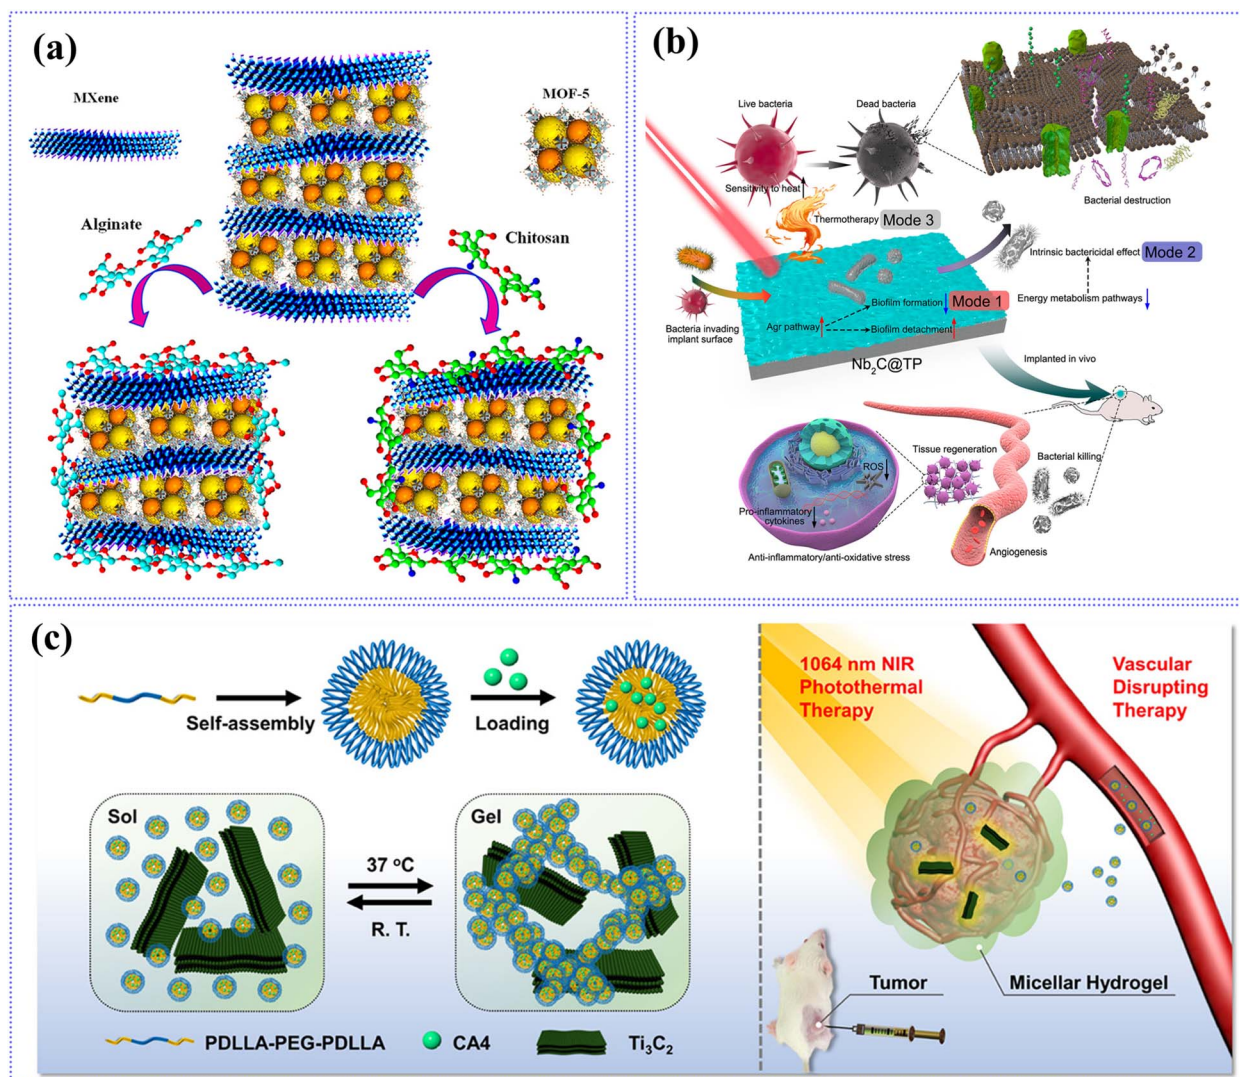 (a)
MXene
MOF-5
Alginate
Chitosan
(b)
Live bacteria
Dead bacteria
Sensitivity to heat
Thermotherapy
Mode 3
Bacterial destruction
Intrinsic bactericidal effect
Mode 2
Energy metabolism pathways
Biofilm formation
Mode 1
Agr pathway
Biofilm detachment
Bacteria invading
implant surface
Nb₂C@TP
Implanted in vivo
Tissue regeneration
Bacterial killing
ROS
Pro-inflammatory
cytokines
Anti-inflammatory/anti-oxidative stress
Angiogenesis
(c)
Self-assembly
Loading
Sol
Gel
37 °C
R. T.
PDLLA-PEG-PDLLA
CA4
Ti₃C₂
1064 nm NIR
Photothermal
Therapy
Vascular
Disrupting
Therapy
Tumor
Micellar Hydrogel